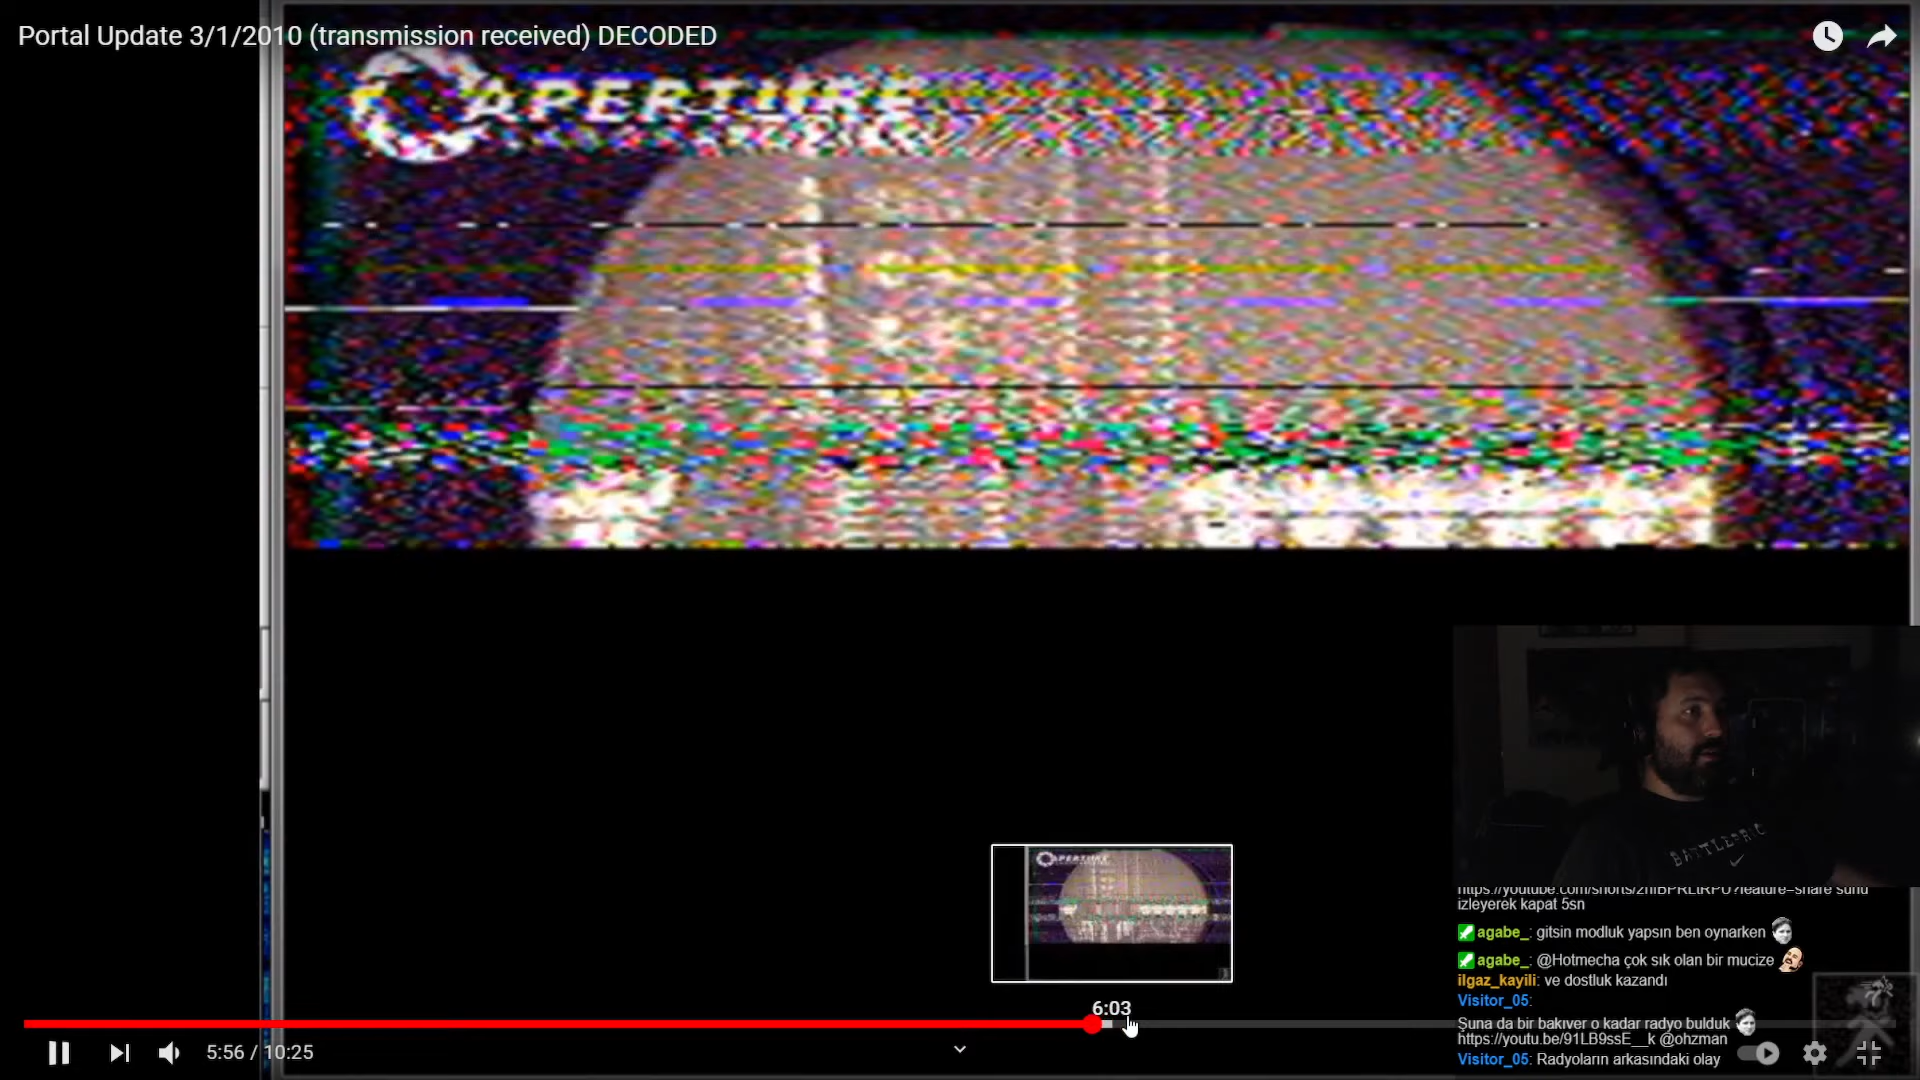 Portal Update 3/1/2010 (transmission received) DECODED
APERTURE
APERTURE
6:03
5:56 / 10:25
BATTLE
izleyerek kapat 5sn
agabe_: gitsin modluk yapsın ben oynarken
agabe_: @Hotmecha çok sık olan bir mucize
ilgaz_kayili: ve dostluk kazandı
Visitor_05:
Şuna da bir bakıver o kadar radyo bulduk
https://youtu.be/91LB9ssE__k @ohzman
Visitor_05: Radyoların arkasındaki olay